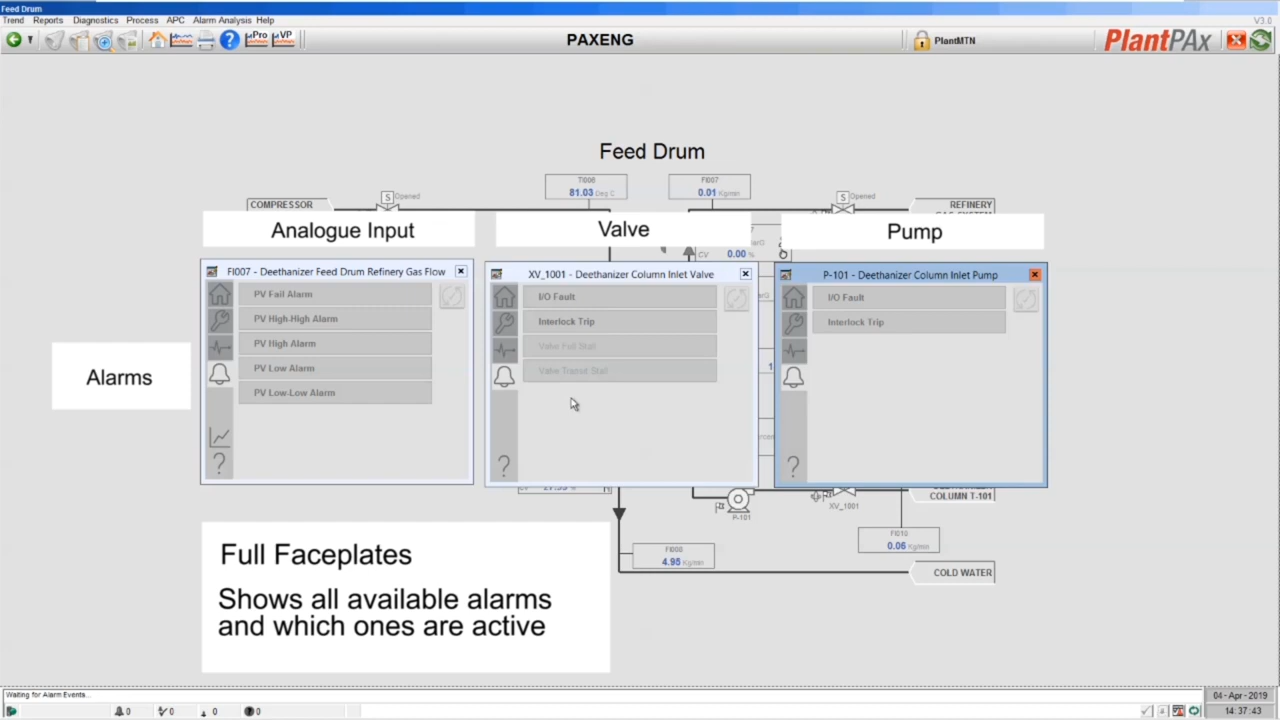 Feed Drum
Trend Reports Diagnostics Process APC Alarm Analysis Help
V3.0
Pro VP
PAXENG
PlantMTN
PlantPAx
Feed Drum
TI006
81.03 Deg C
FI007
0.01 Kg/min
COMPRESSOR
S Opened
S Opened
REFINERY
Analogue Input
Valve
Pump
CV 0.00 %
FI007 - Deethanizer Feed Drum Refinery Gas Flow
PV Fail Alarm
PV High-High Alarm
PV High Alarm
PV Low Alarm
PV Low-Low Alarm
XV_1001 - Deethanizer Column Inlet Valve
I/O Fault
Interlock Trip
Valve Full Stall
Valve Transit Stall
P-101 - Deethanizer Column Inlet Pump
I/O Fault
Interlock Trip
Alarms
COLUMN T-101
P-101
XV_1001
FI010
0.06 Kg/min
FI008
4.95 Kg/min
COLD WATER
Full Faceplates
Shows all available alarms
and which ones are active
Waiting for Alarm Events..
04-Apr-2019
0 0 0 0
14:37:43